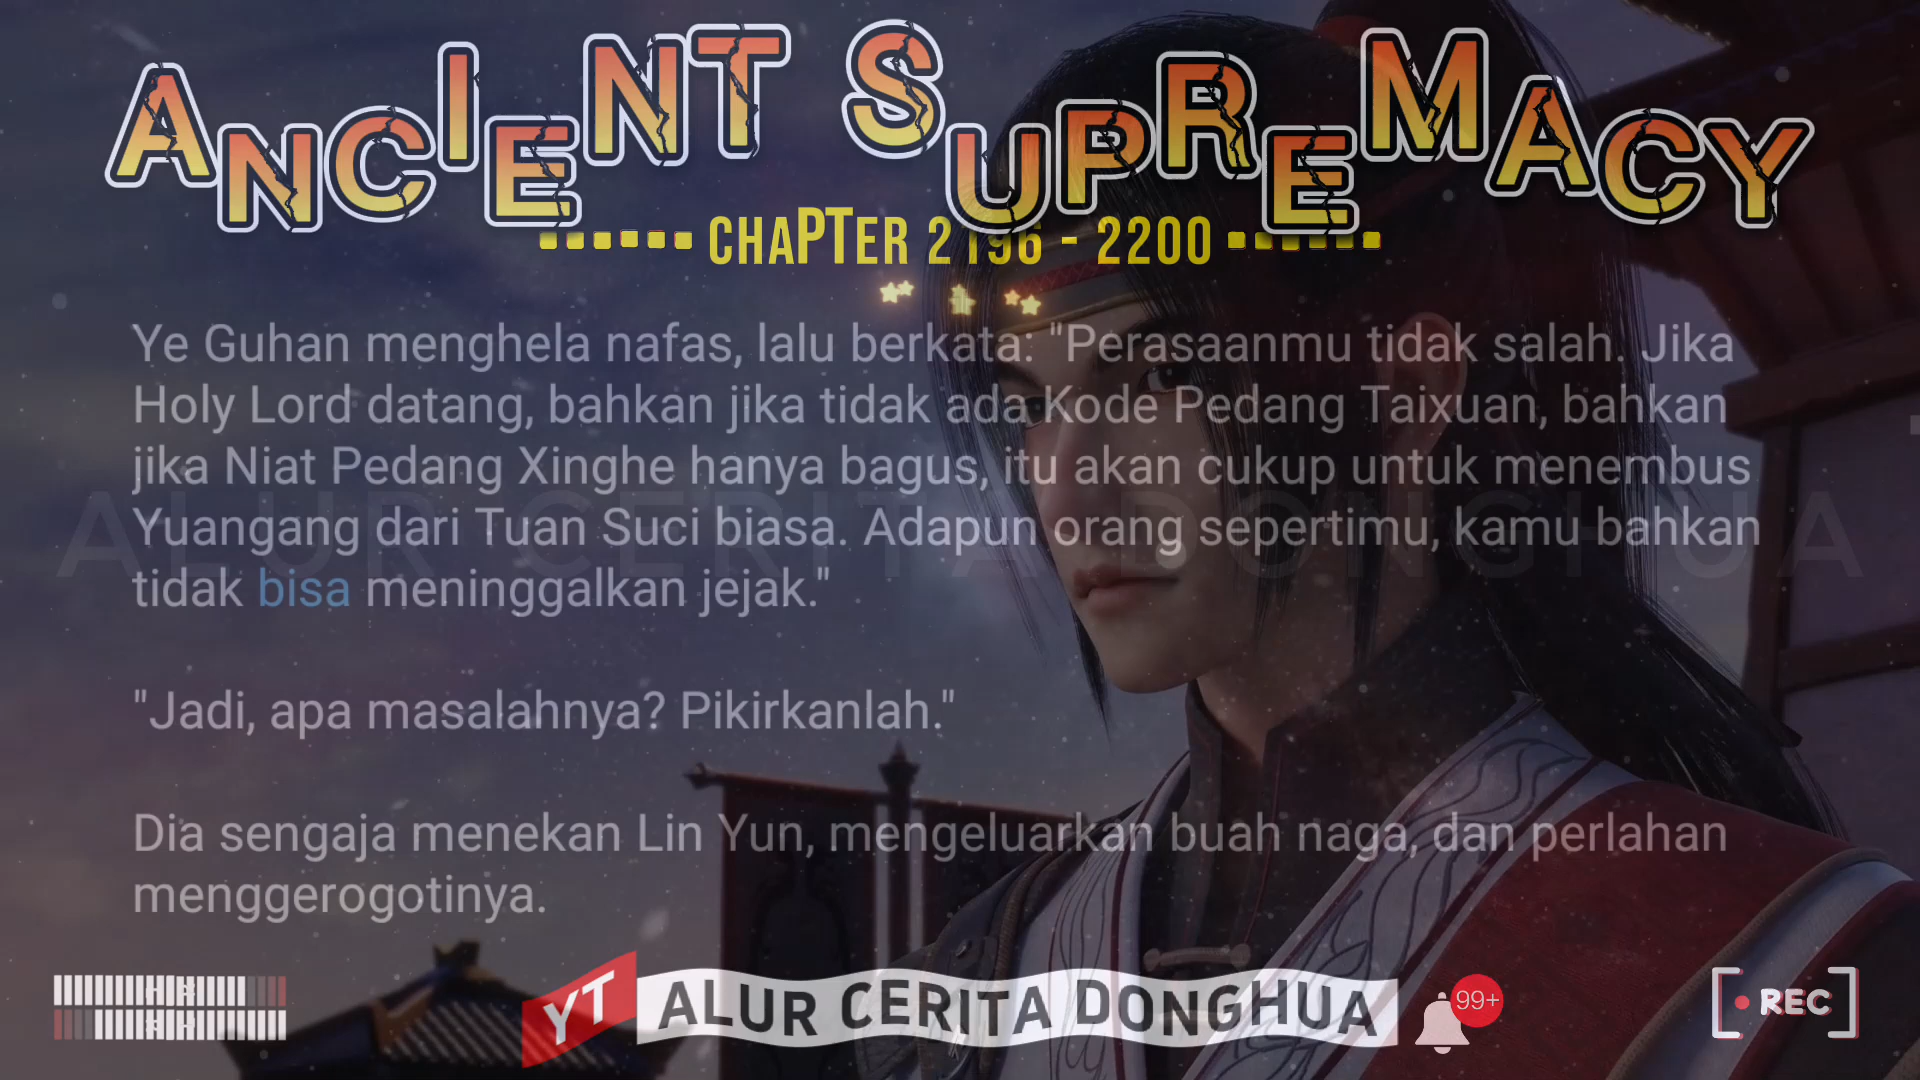 ANCIENT SUPREMACY
CHAPTER 2196 - 2200
Ye Guhan menghela nafas, lalu berkata: "Perasaanmu tidak salah. Jika
Holy Lord datang, bahkan jika tidak ada Kode Pedang Taixuan, bahkan
jika Niat Pedang Xinghe hanya bagus, itu akan cukup untuk menembus
Yuangang dari Tuan Suci biasa. Adapun orang sepertimu, kamu bahkan
tidak bisa meninggalkan jejak."
ALUR CERITA DONGHUA
"Jadi, apa masalahnya? Pikirkanlah."
Dia sengaja menekan Lin Yun, mengeluarkan buah naga, dan perlahan
menggerogotinya.
YT ALUR CERITA DONGHUA 99+
REC